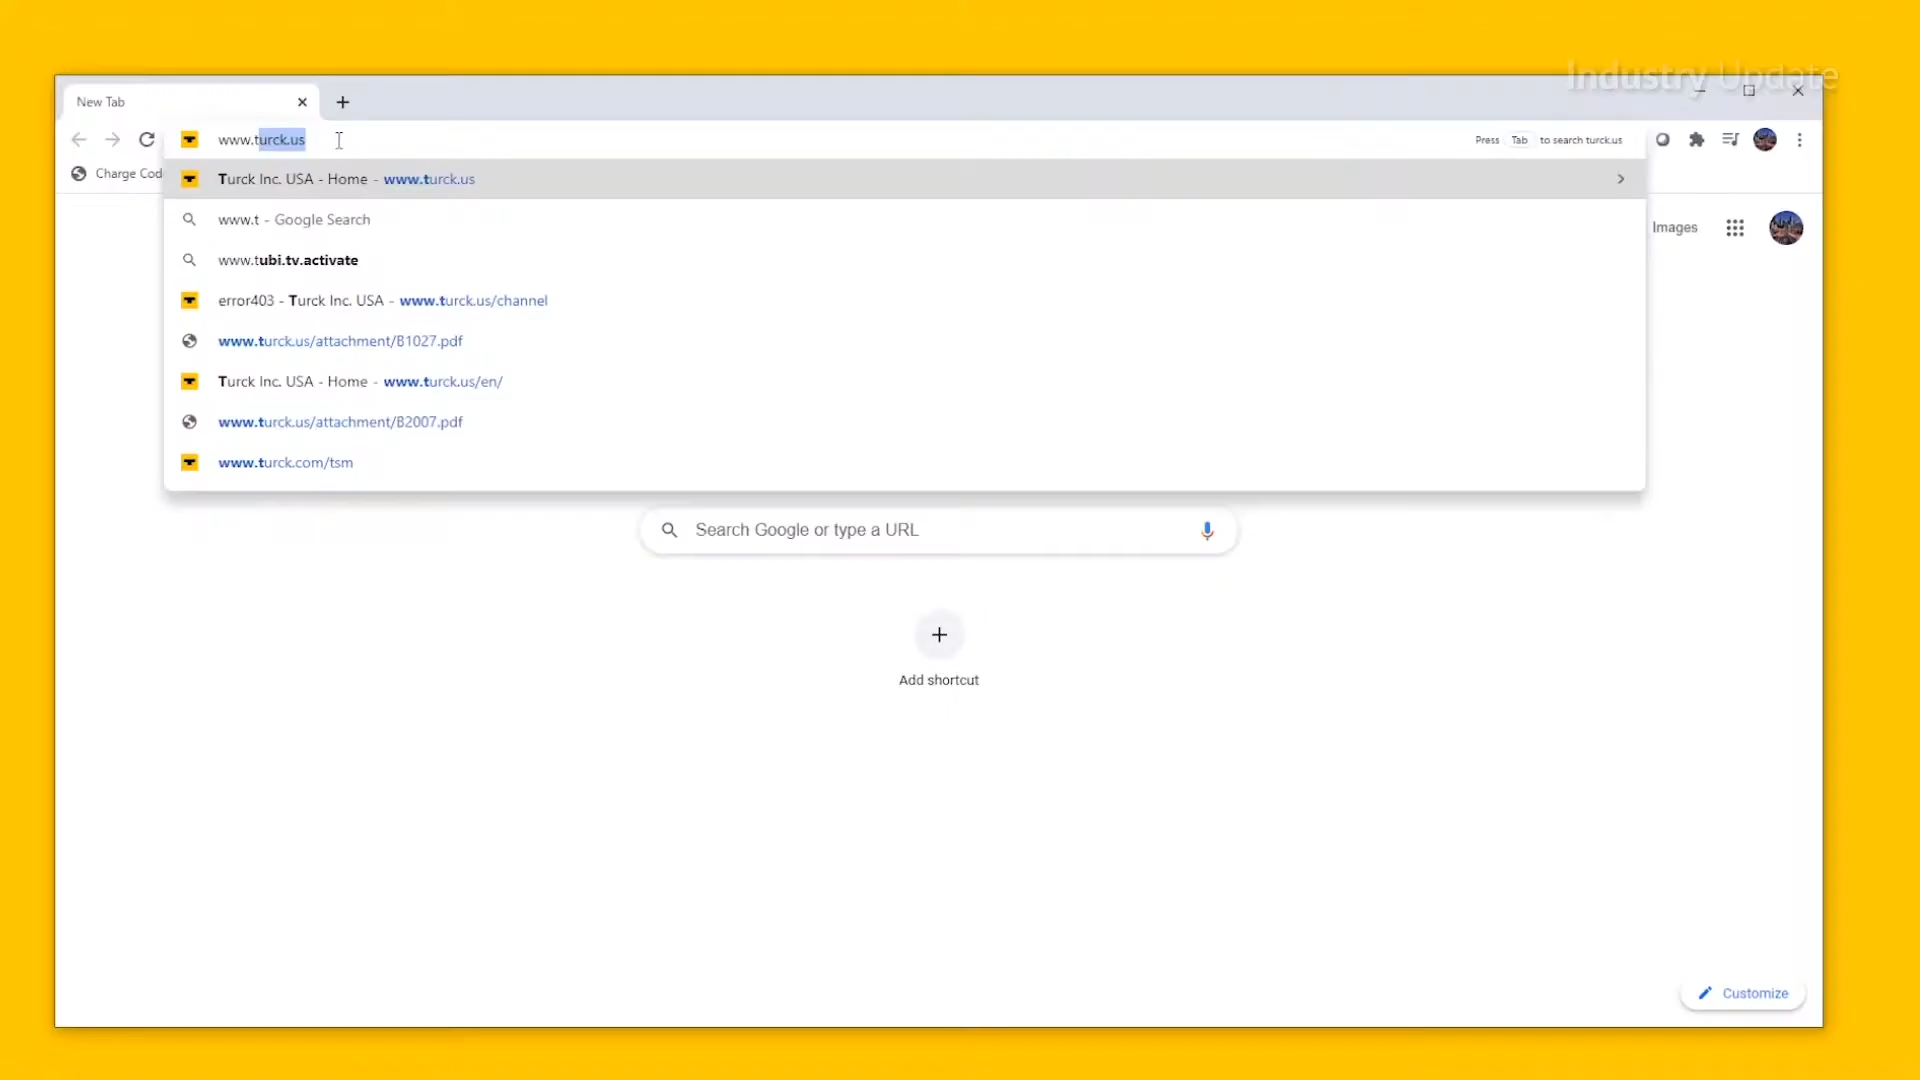 Industry Update
New Tab
www.turck.us
Press Tab to search turck.us
Charge Cod
Turck Inc. USA - Home - www.turck.us
www.t - Google Search
Images
www.tubi.tv.activate
error403 - Turck Inc. USA - www.turck.us/channel
www.turck.us/attachment/B1027.pdf
Turck Inc. USA - Home - www.turck.us/en/
www.turck.us/attachment/B2007.pdf
www.turck.com/tsm
Search Google or type a URL
Add shortcut
Customize